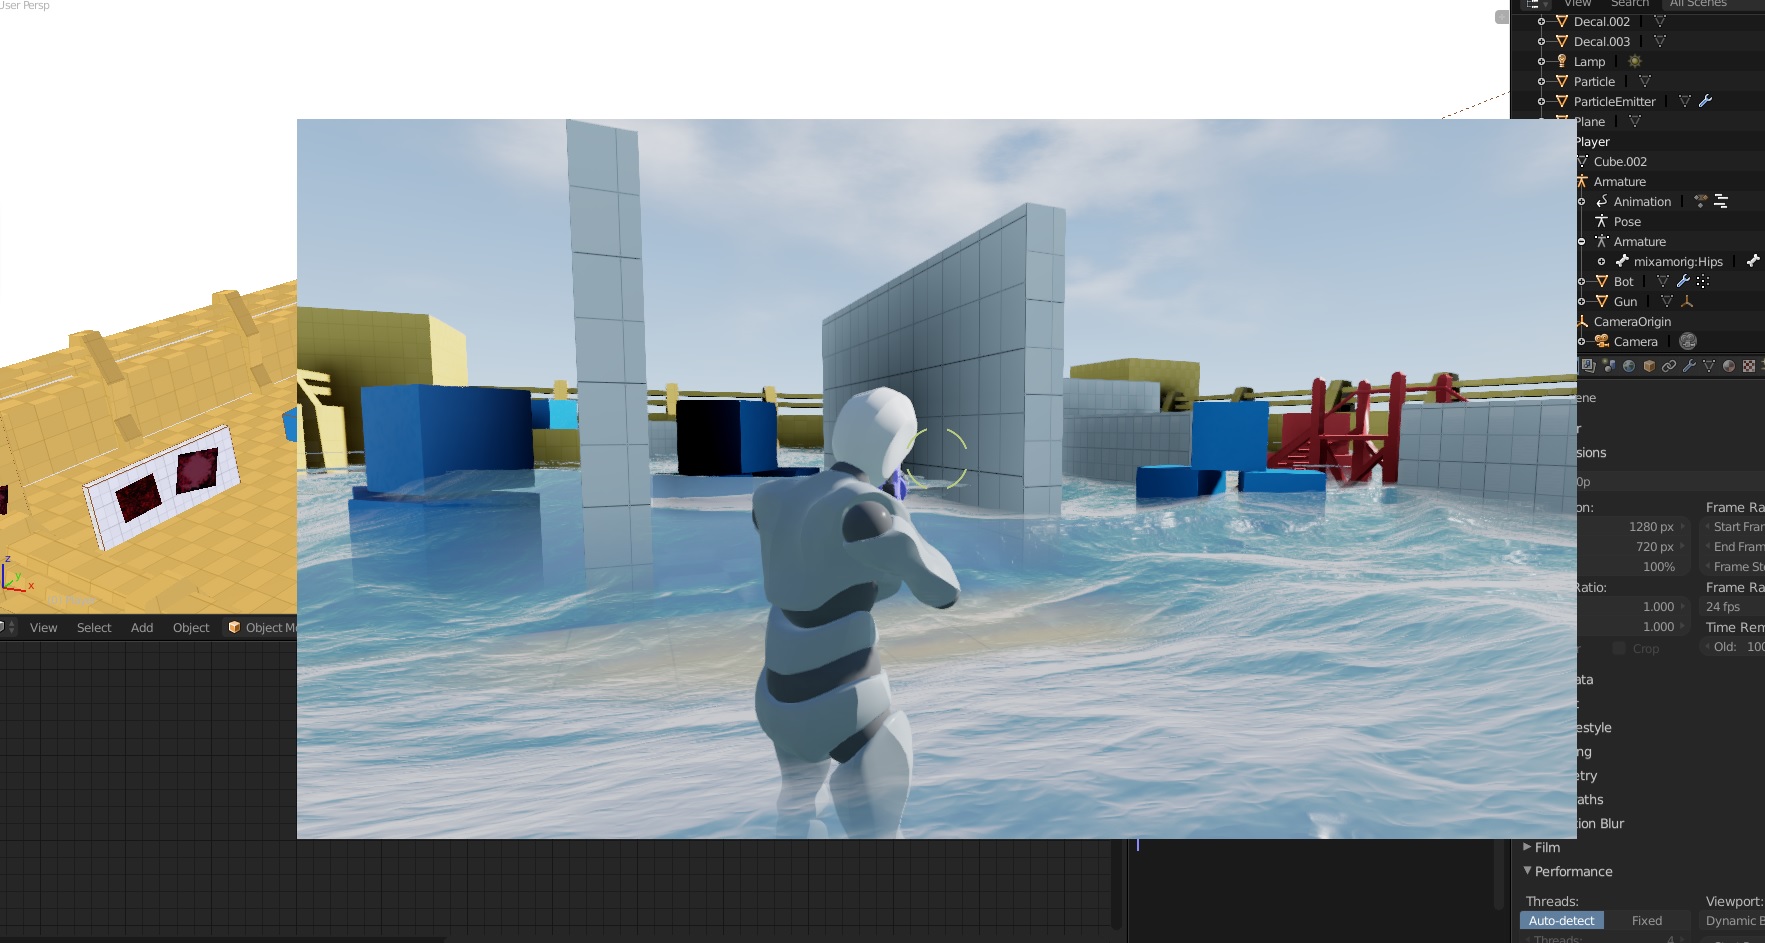 User Persp
View Search All Scenes
Decal.002
Decal.003
Lamp
Particle
ParticleEmitter
Plane
Player
Cube.002
Armature
Animation
Pose
Armature
mixamorig:Hips
Bot
Gun
CameraOrigin
Camera
ene
r
sions
0p
on:
Frame Ra
1280 px
Start Fran
720 px
End Fram
100%
Frame Ste
Ratio:
Frame Ra
1.000
24 fps
1.000
Time Rem
Crop
Old: 100
ata
estyle
ng
etry
aths
ion Blur
Film
Performance
Threads:
Viewport:
Auto-detect
Fixed
Dynamic B
Threads: 4
z
y
x
View Select Add Object Object Mo